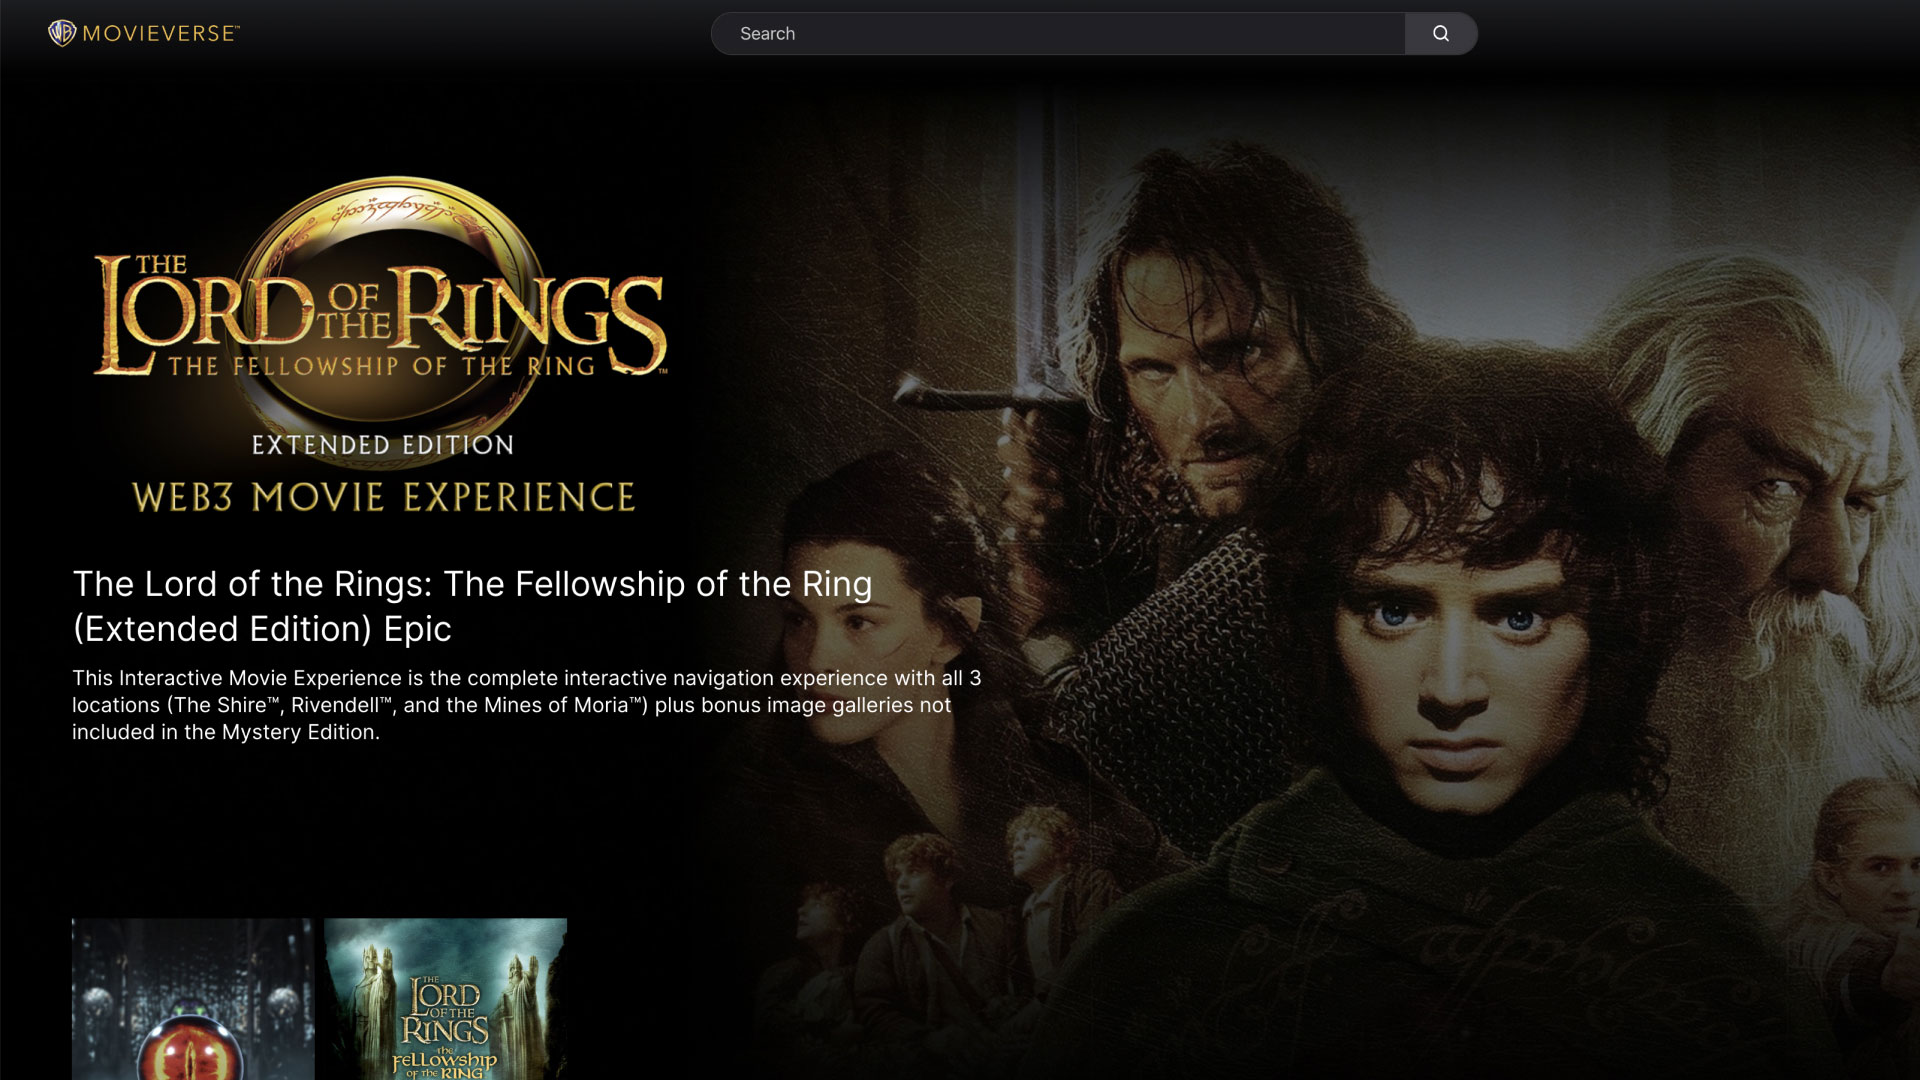 WB MOVIEVERSE™
Search
THE
LORD OF THE RINGS
THE FELLOWSHIP OF THE RING™
EXTENDED EDITION
WEB3 MOVIE EXPERIENCE
The Lord of the Rings: The Fellowship of the Ring
(Extended Edition) Epic
This Interactive Movie Experience is the complete interactive navigation experience with all 3
locations (The Shire™, Rivendell™, and the Mines of Moria™) plus bonus image galleries not
included in the Mystery Edition.
THE
LORD
OF THE
RINGS
the
fellowship
OF THE RING